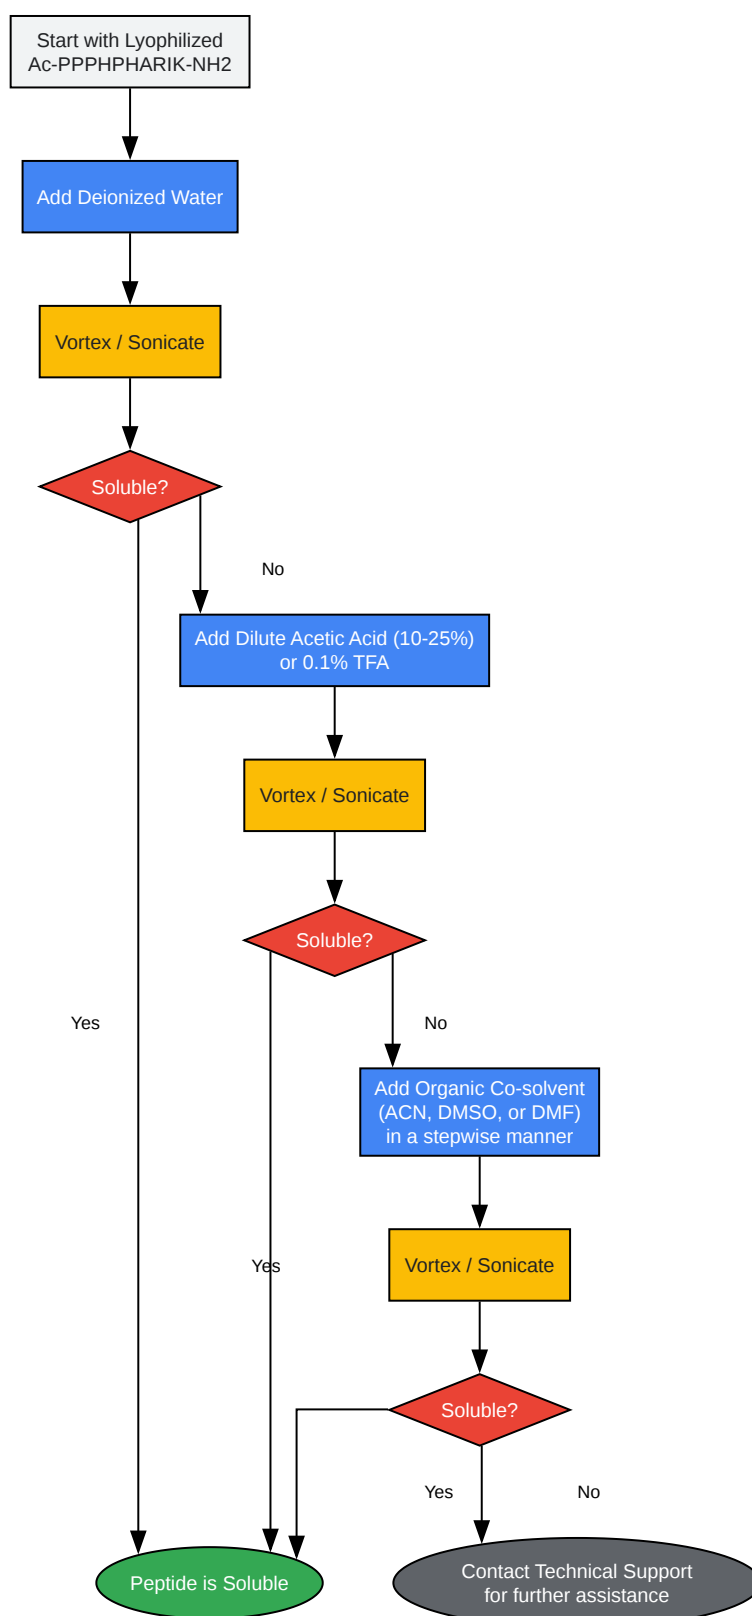 Start with Lyophilized
Ac-PPPHPHARIK-NH2
Add Deionized Water
Vortex / Sonicate
Soluble?
No
Add Dilute Acetic Acid (10-25%)
or 0.1% TFA
Vortex / Sonicate
Soluble?
Yes
No
Add Organic Co-solvent
(ACN, DMSO, or DMF)
in a stepwise manner
Yes
Vortex / Sonicate
Soluble?
Yes
No
Peptide is Soluble
Contact Technical Support
for further assistance